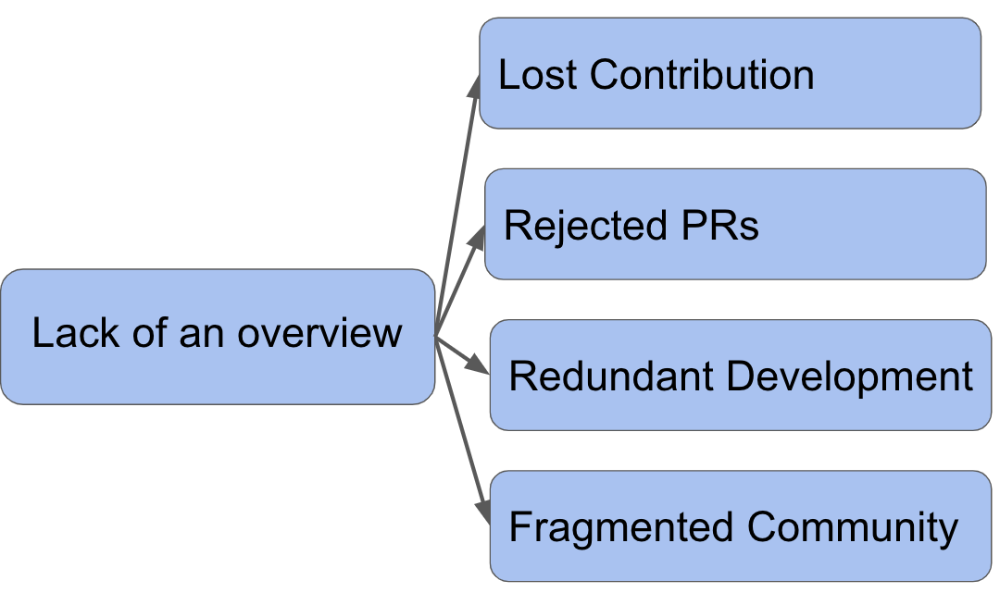 Lost Contribution
Rejected PRs
Lack of an overview
Redundant Development
Fragmented Community